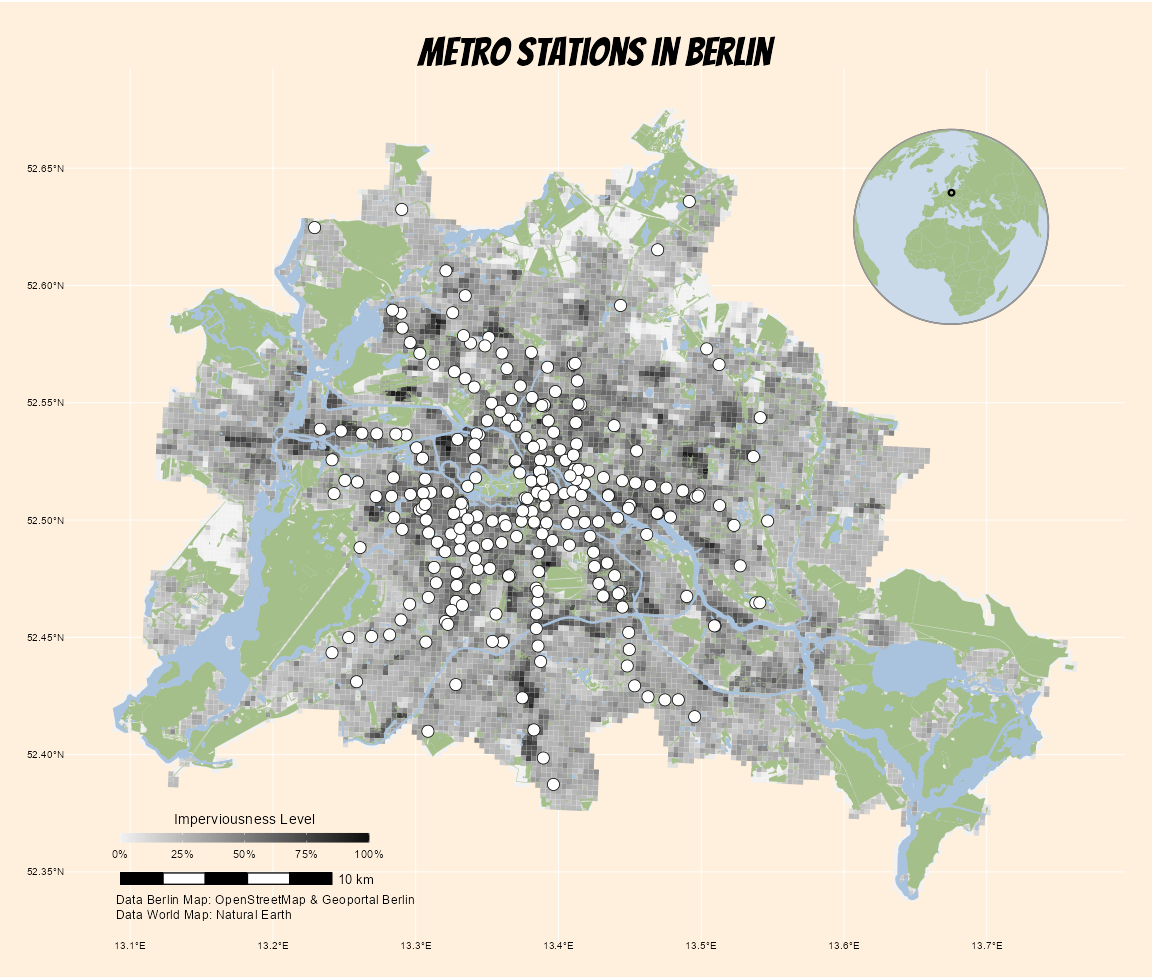 METRO STATIONS IN BERLIN
52.65°N
52.60°N
52.55°N
52.50°N
52.45°N
52.40°N
52.35°N
Imperviousness Level
0% 25% 50% 75% 100%
10 km
Data Berlin Map: OpenStreetMap & Geoportal Berlin
Data World Map: Natural Earth
13.1°E 13.2°E 13.3°E 13.4°E 13.5°E 13.6°E 13.7°E